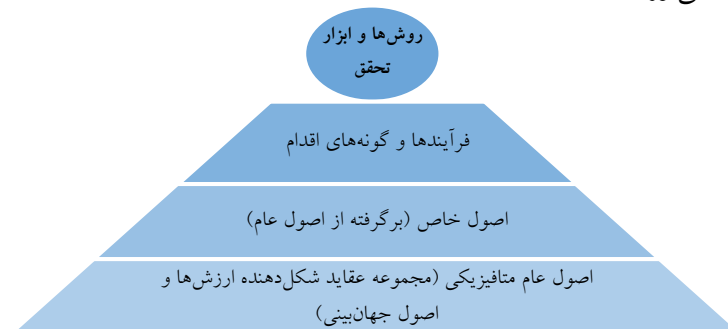 روش‌ها و ابزار
تحقق
فرآیندها و گونه‌های اقدام
اصول خاص (برگرفته از اصول عام)
اصول عام متافیزیکی (مجموعه عقاید شکل‌دهنده ارزش‌ها و
اصول جهان‌بینی)